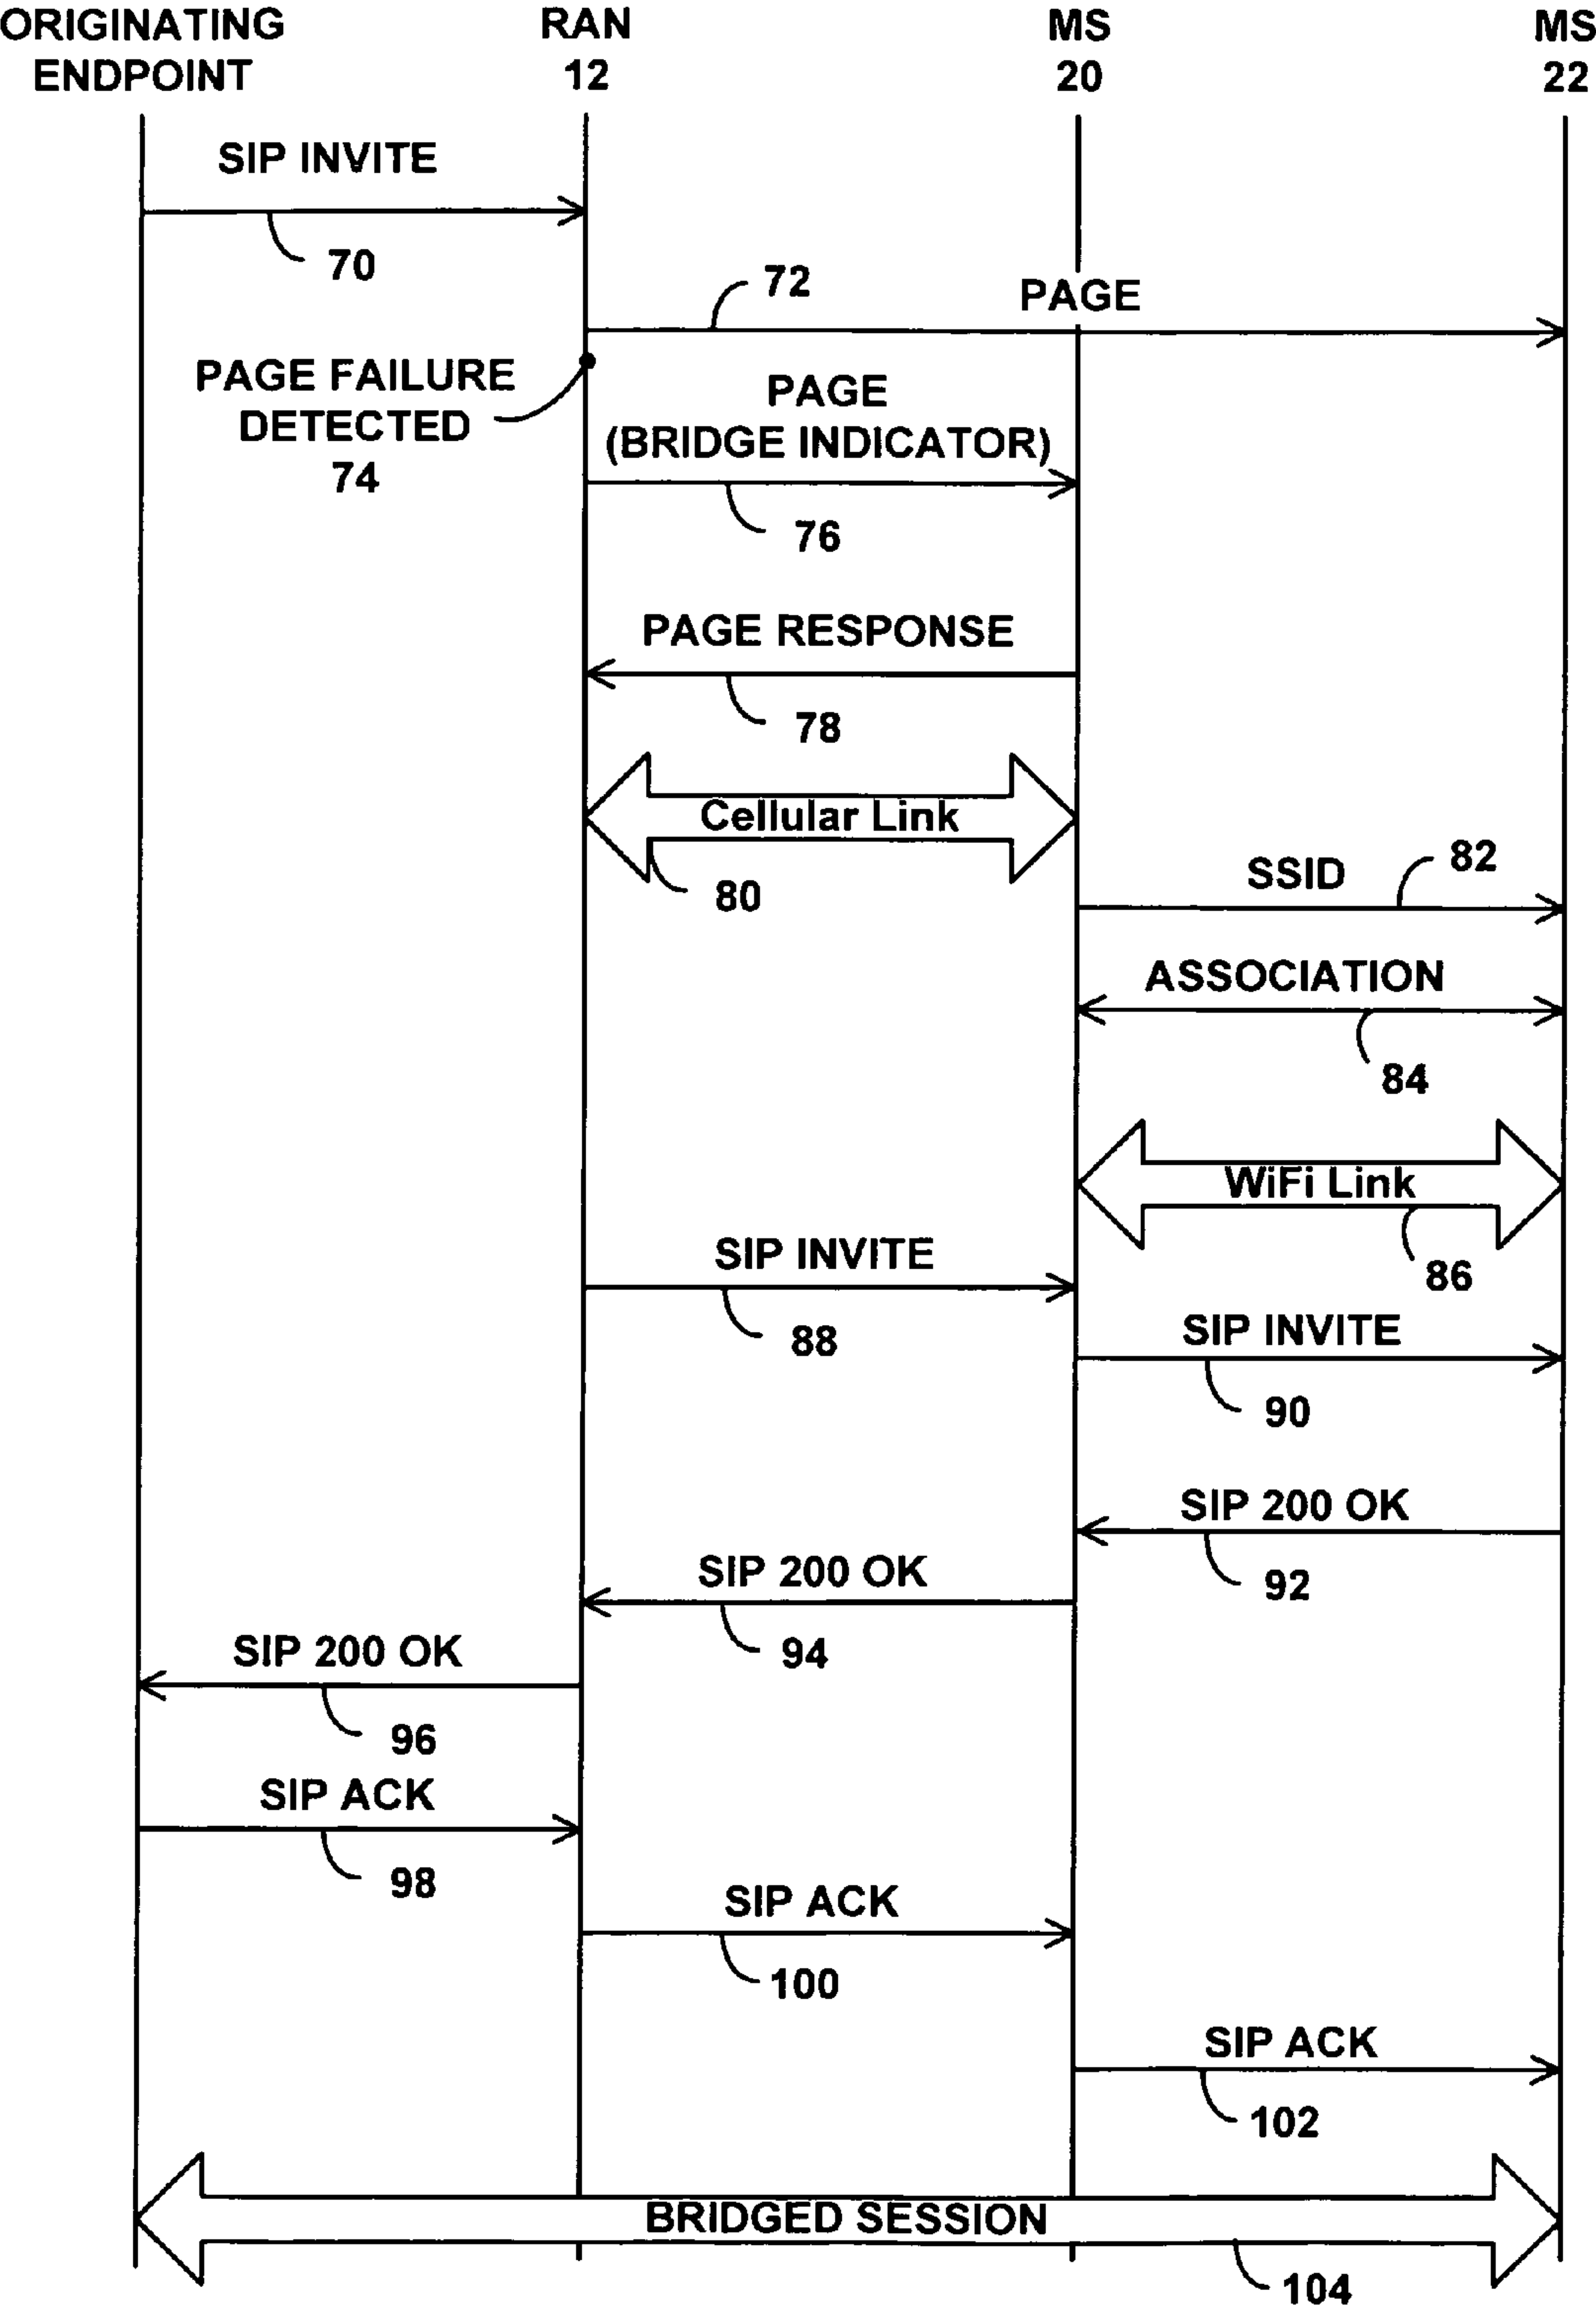 ORIGINATING
ENDPOINT
RAN
12
MS
20
MS
22
SIP INVITE
70
72
PAGE
PAGE FAILURE
DETECTED
74
PAGE
(BRIDGE INDICATOR)
76
PAGE RESPONSE
78
Cellular Link
80
SSID
82
ASSOCIATION
84
WiFi Link
86
SIP INVITE
88
SIP INVITE
90
SIP 200 OK
92
SIP 200 OK
94
SIP 200 OK
96
SIP ACK
98
SIP ACK
100
SIP ACK
102
BRIDGED SESSION
104